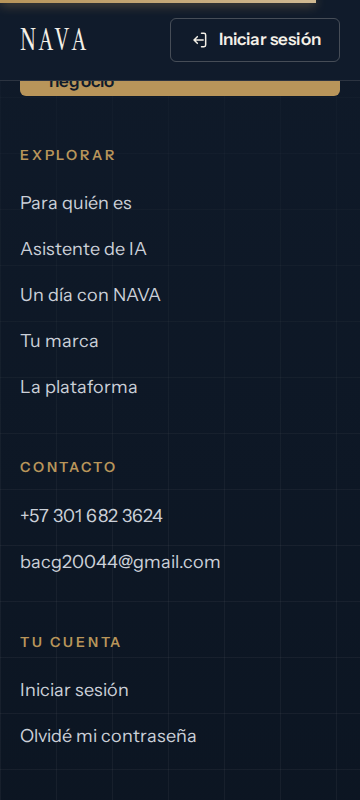 NAVA
Iniciar sesión
negocio
EXPLORAR
Para quién es
Asistente de IA
Un día con NAVA
Tu marca
La plataforma
CONTACTO
+57 301 682 3624
bacg20044@gmail.com
TU CUENTA
Iniciar sesión
Olvidé mi contraseña